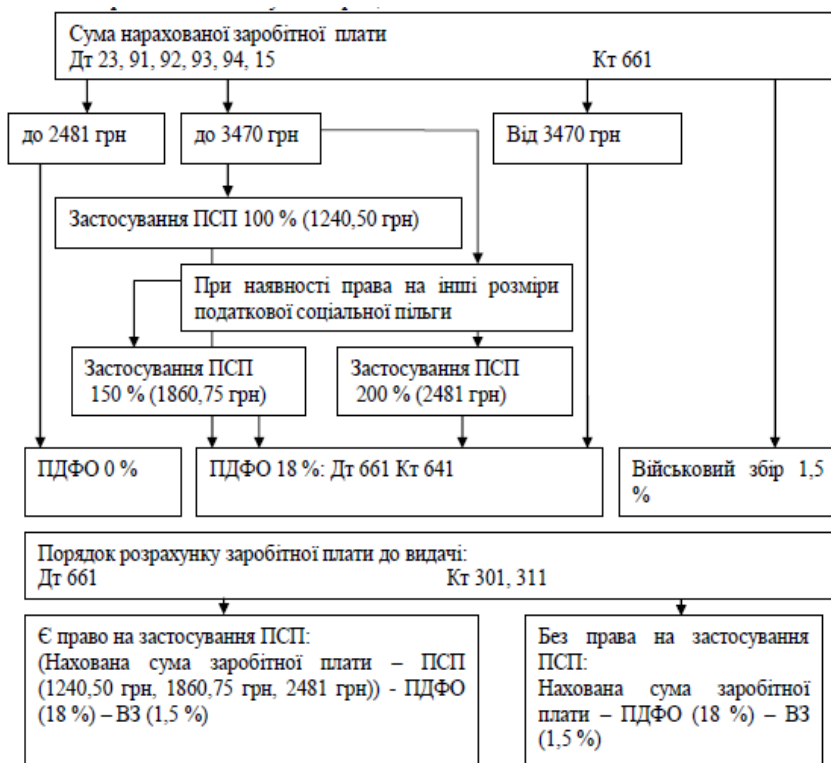 Сума нарахованої заробітної плати
Дт 23, 91, 92, 93, 94, 15 Кт 661
до 2481 грн
до 3470 грн
Від 3470 грн
Застосування ПСП 100 % (1240,50 грн)
При наявності права на інші розміри
податкової соціальної пільги
Застосування ПСП
150 % (1860,75 грн)
Застосування ПСП
200 % (2481 грн)
ПДФО 0 %
ПДФО 18 %: Дт 661 Кт 641
Військовий збір 1,5
%
Порядок розрахунку заробітної плати до видачі:
Дт 661 Кт 301, 311
Є право на застосування ПСП:
(Нахована сума заробітної плати – ПСП
(1240,50 грн, 1860,75 грн, 2481 грн)) - ПДФО
(18 %) – ВЗ (1,5 %)
Без права на застосування
ПСП:
Нахована сума заробітної
плати – ПДФО (18 %) – ВЗ
(1,5 %)